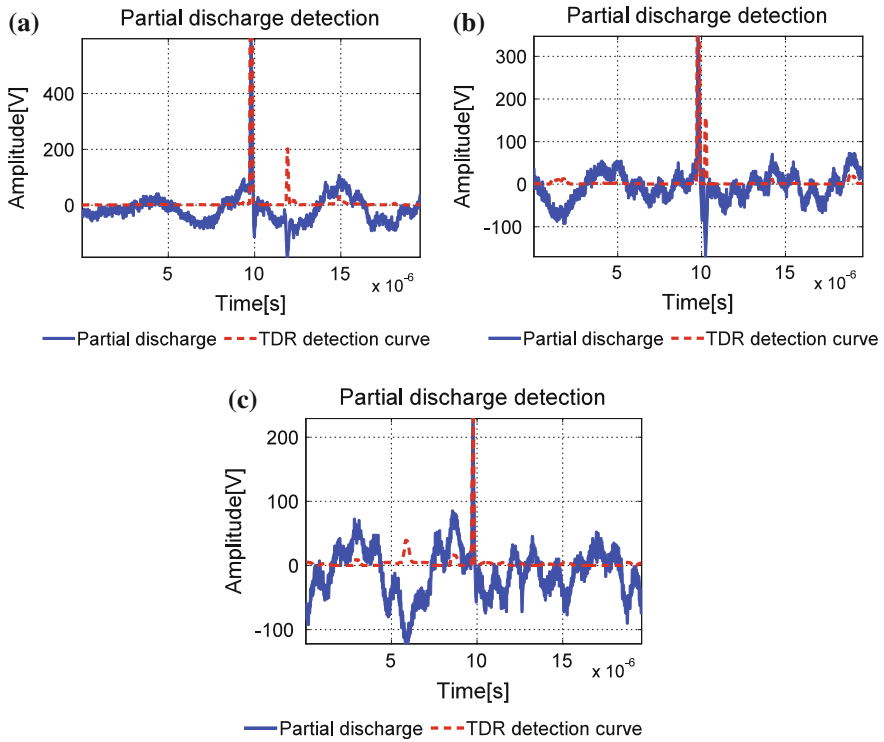 (a)
Partial discharge detection
Amplitude[V]
400
200
0
5
10
15
x 10⁻⁶
Time[s]
Partial discharge
TDR detection curve
(b)
Partial discharge detection
Amplitude[V]
300
200
100
0
-100
5
10
15
x 10⁻⁶
Time[s]
Partial discharge
TDR detection curve
(c)
Partial discharge detection
Amplitude[V]
200
100
0
-100
5
10
15
x 10⁻⁶
Time[s]
Partial discharge
TDR detection curve